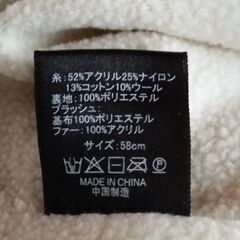 糸:52%アクリル25%ナイロン
13%コットン10%ウール
裏地:100%ポリエステル
ブラッシュ:
基布100%ポリエステル
ファー:100%アクリル
サイズ:58cm
MADE IN CHINA
中国制造